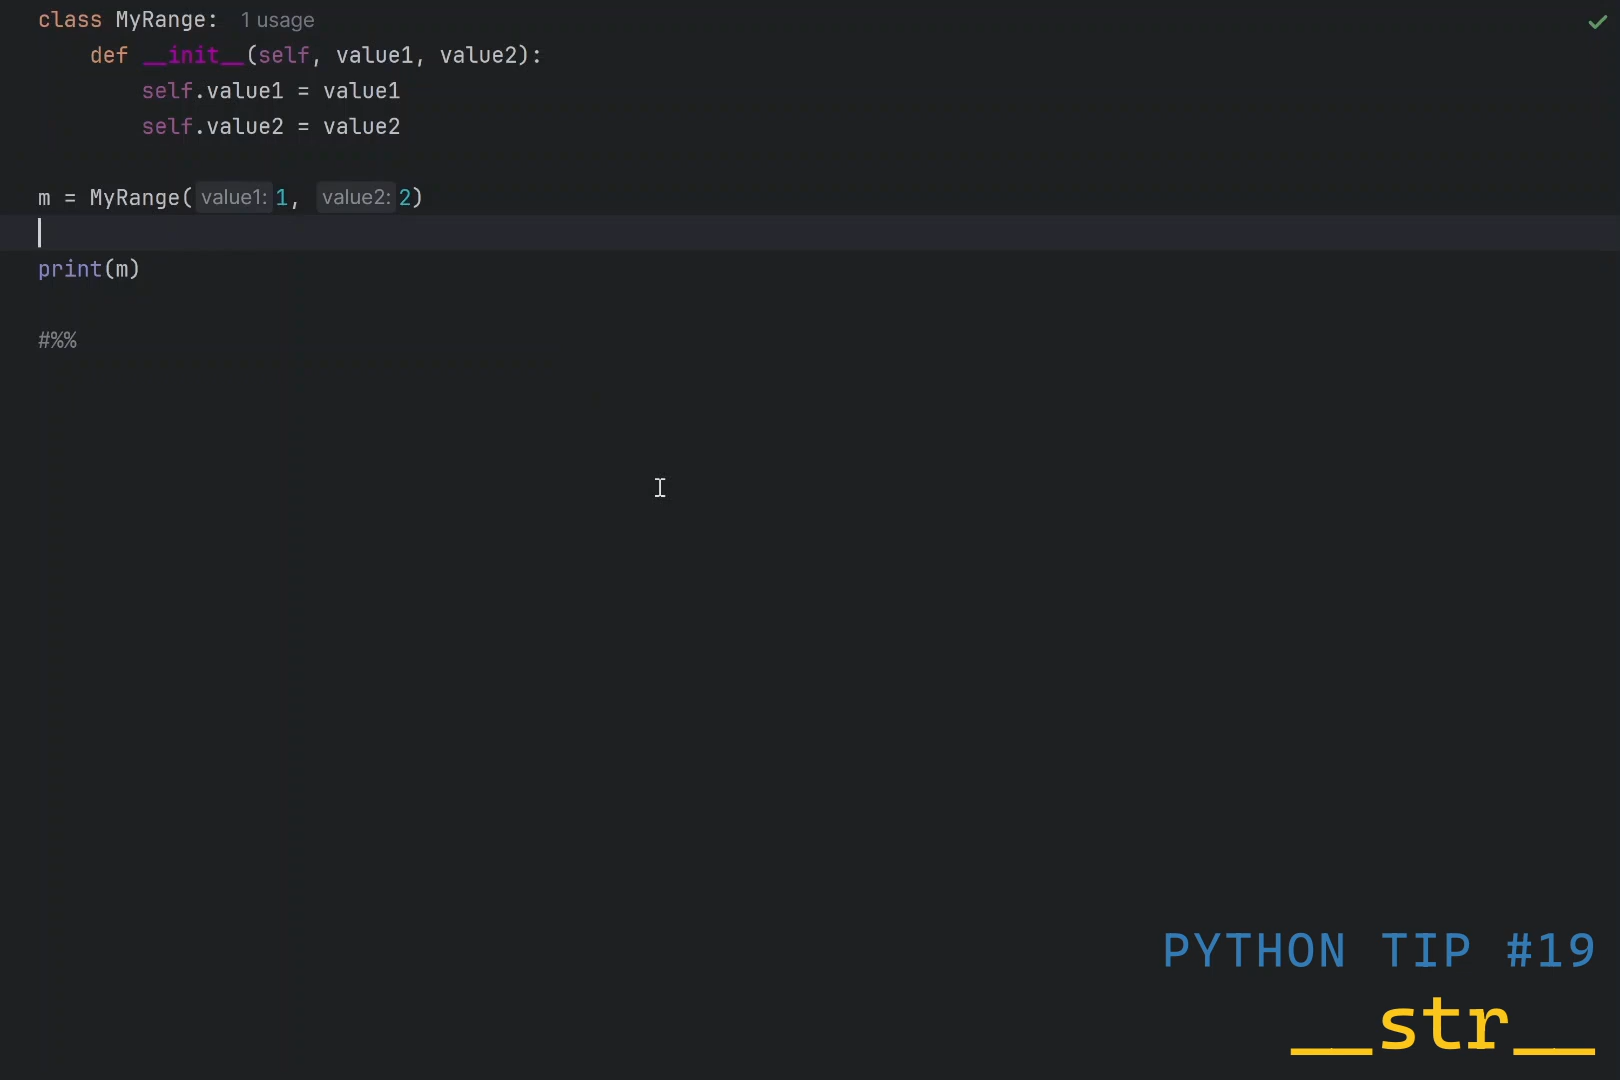 class MyRange: 1 usage
    def __init__(self, value1, value2):
        self.value1 = value1
        self.value2 = value2
m = MyRange( value1: 1, value2: 2)
print(m)
#%%
PYTHON TIP #19
__str__